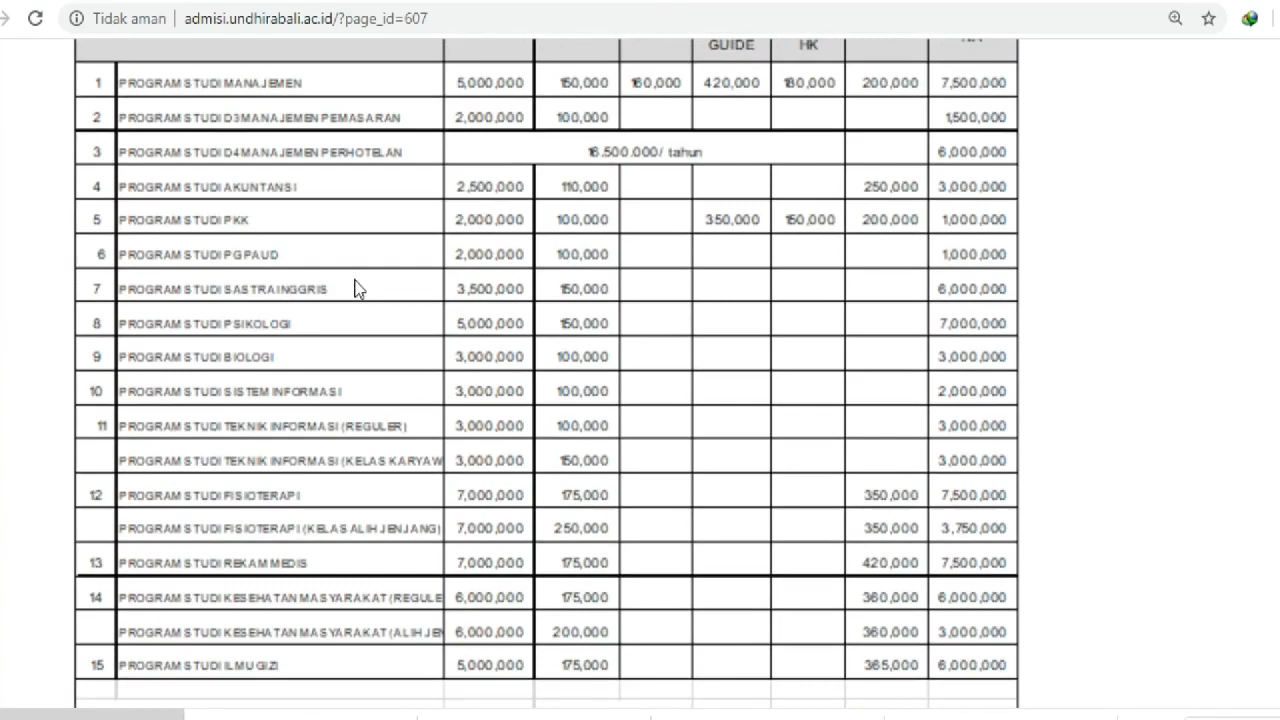 Tidak aman admisi.undhirabali.ac.id/?page_id=607
GUIDE HK
1 PROGRAM STUDI MANAJEMEN 5,000,000 150,000 160,000 420,000 180,000 200,000 7,500,000
2 PROGRAM STUDI D3 MANAJEMEN PEMASARAN 2,000,000 100,000 1,500,000
3 PROGRAM STUDI D4 MANAJEMEN PERHOTELAN 16.500.000/ tahun 6,000,000
4 PROGRAM STUDI AKUNTANSI 2,500,000 110,000 250,000 3,000,000
5 PROGRAM STUDI PKK 2,000,000 100,000 350,000 150,000 200,000 1,000,000
6 PROGRAM STUDI PG PAUD 2,000,000 100,000 1,000,000
7 PROGRAM STUDI SASTRA INGGRIS 3,500,000 150,000 6,000,000
8 PROGRAM STUDI PSIKOLOGI 5,000,000 150,000 7,000,000
9 PROGRAM STUDI BIOLOGI 3,000,000 100,000 3,000,000
10 PROGRAM STUDI SISTEM INFORMASI 3,000,000 100,000 2,000,000
11 PROGRAM STUDI TEKNIK INFORMASI (REGULER) 3,000,000 100,000 3,000,000
PROGRAM STUDI TEKNIK INFORMASI (KELAS KARYAW 3,000,000 150,000 3,000,000
12 PROGRAM STUDI FISIOTERAPI 7,000,000 175,000 350,000 7,500,000
PROGRAM STUDI FISIOTERAPI (KELAS ALIH JENJANG) 7,000,000 250,000 350,000 3,750,000
13 PROGRAM STUDI REKAM MEDIS 7,000,000 175,000 420,000 7,500,000
14 PROGRAM STUDI KESEHATAN MASYARAKAT (REGULE 6,000,000 175,000 360,000 6,000,000
PROGRAM STUDI KESEHATAN MASYARAKAT (ALIH JEN 6,000,000 200,000 360,000 3,000,000
15 PROGRAM STUDI ILMU GIZI 5,000,000 175,000 365,000 6,000,000